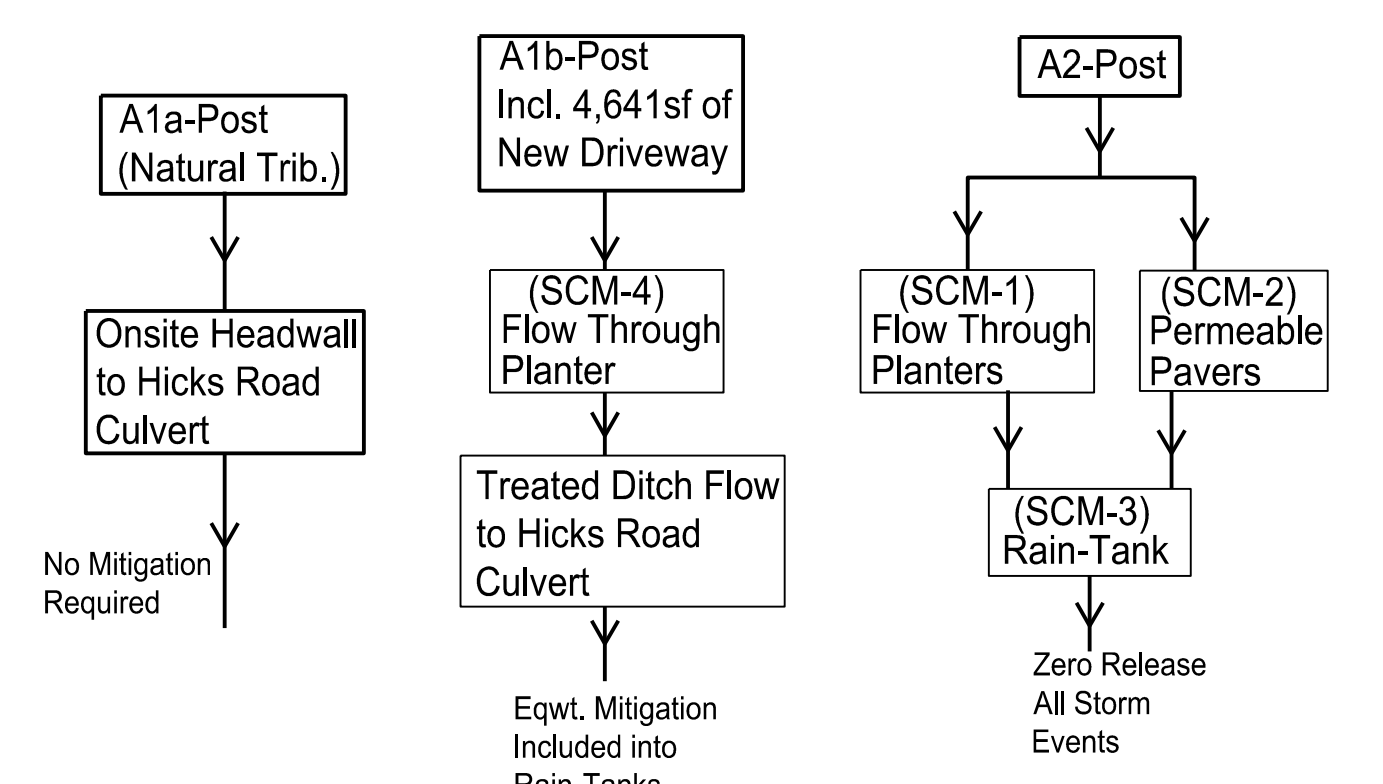 A1a-Post
(Natural Trib.)
Onsite Headwall
to Hicks Road
Culvert
No Mitigation
Required
A1b-Post
Incl. 4,641sf of
New Driveway
(SCM-4)
Flow Through
Planter
Treated Ditch Flow
to Hicks Road
Culvert
Eqwt. Mitigation
Included into
Rain-Tanks
A2-Post
(SCM-1)
Flow Through
Planters
(SCM-2)
Permeable
Pavers
(SCM-3)
Rain-Tank
Zero Release
All Storm
Events